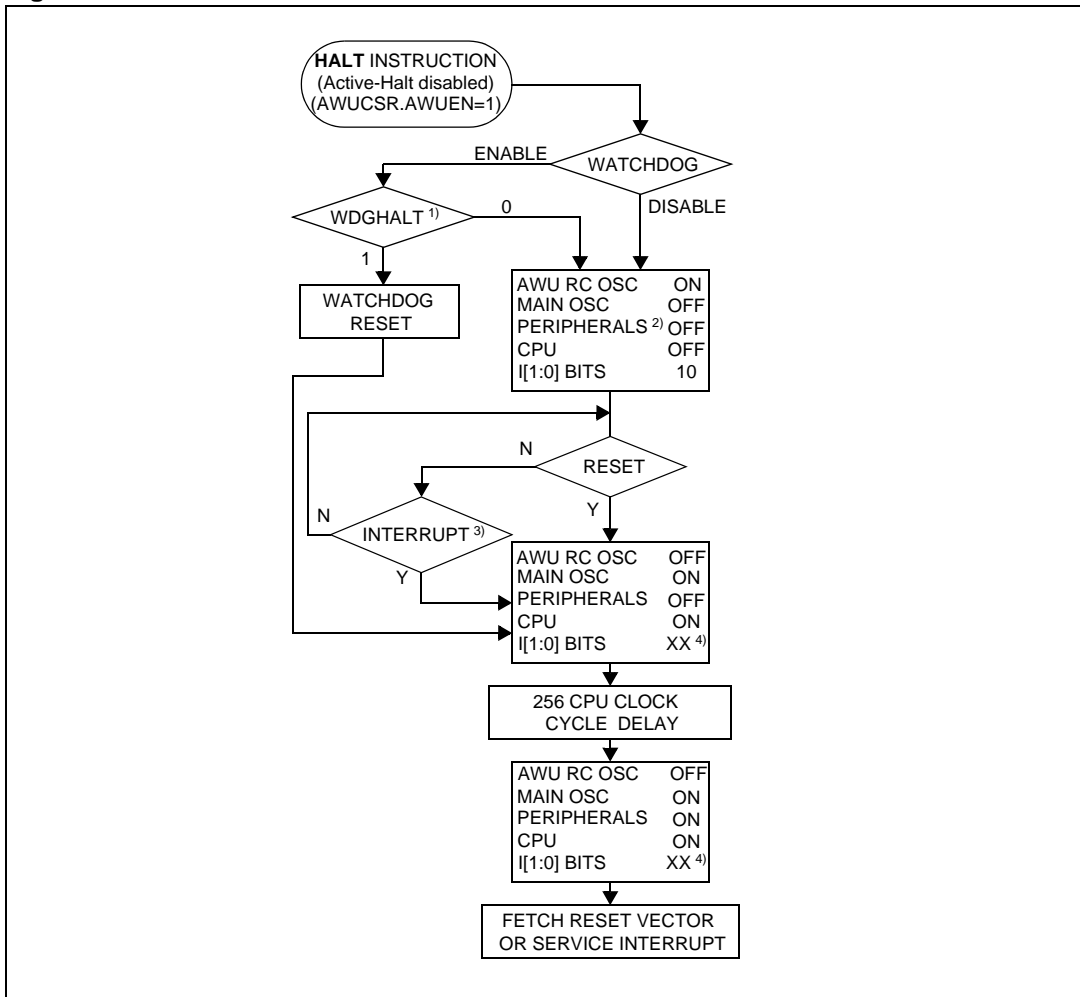 HALT INSTRUCTION
(Active-Halt disabled)
(AWUCSR.AWUEN=1)
ENABLE
WATCHDOG
WDGHALT 1)
0
DISABLE
1
WATCHDOG
RESET
AWU RC OSC ON
MAIN OSC OFF
PERIPHERALS 2) OFF
CPU OFF
I[1:0] BITS 10
N
RESET
N
INTERRUPT 3)
Y
Y
AWU RC OSC OFF
MAIN OSC ON
PERIPHERALS OFF
CPU ON
I[1:0] BITS XX 4)
256 CPU CLOCK
CYCLE DELAY
AWU RC OSC OFF
MAIN OSC ON
PERIPHERALS ON
CPU ON
I[1:0] BITS XX 4)
FETCH RESET VECTOR
OR SERVICE INTERRUPT